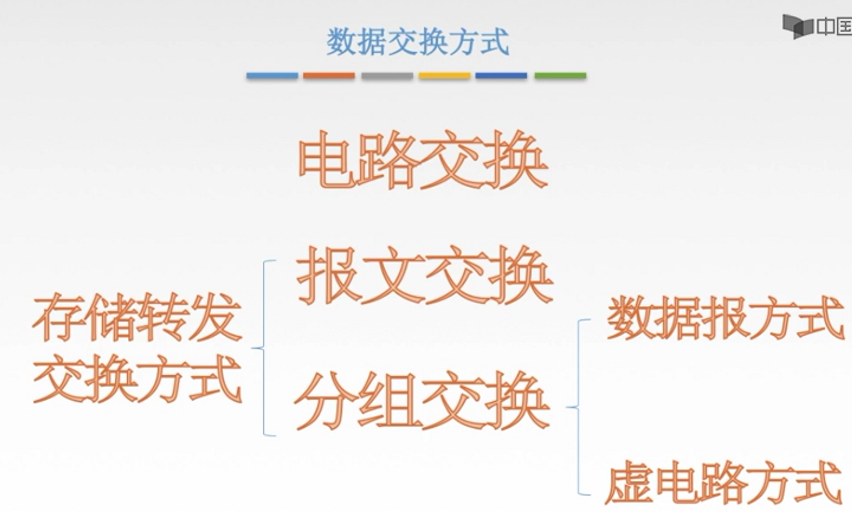 数据交换方式
中国
电路交换
报文交换
存储转发
交换方式
分组交换
数据报方式
虚电路方式